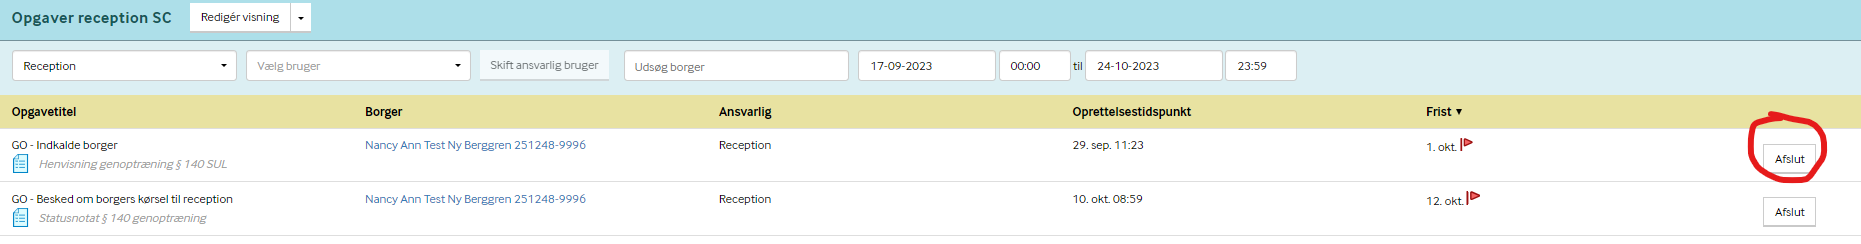 Opgaver reception SC Redigér visning
Reception Vælg bruger Skift ansvarlig bruger Udsøg borger 17-09-2023 00:00 til 24-10-2023 23:59
Opgavetitel Borger Ansvarlig Oprettelsestidspunkt Frist
GO - Indkalde borger Nancy Ann Test Ny Berggren 251248-9996 Reception 29. sep. 11:23 1. okt. Afslut
Henvisning genoptræning § 140 SUL
GO - Besked om borgers kørsel til reception Nancy Ann Test Ny Berggren 251248-9996 Reception 10. okt. 08:59 12. okt. Afslut
Statusnotat § 140 genoptræning